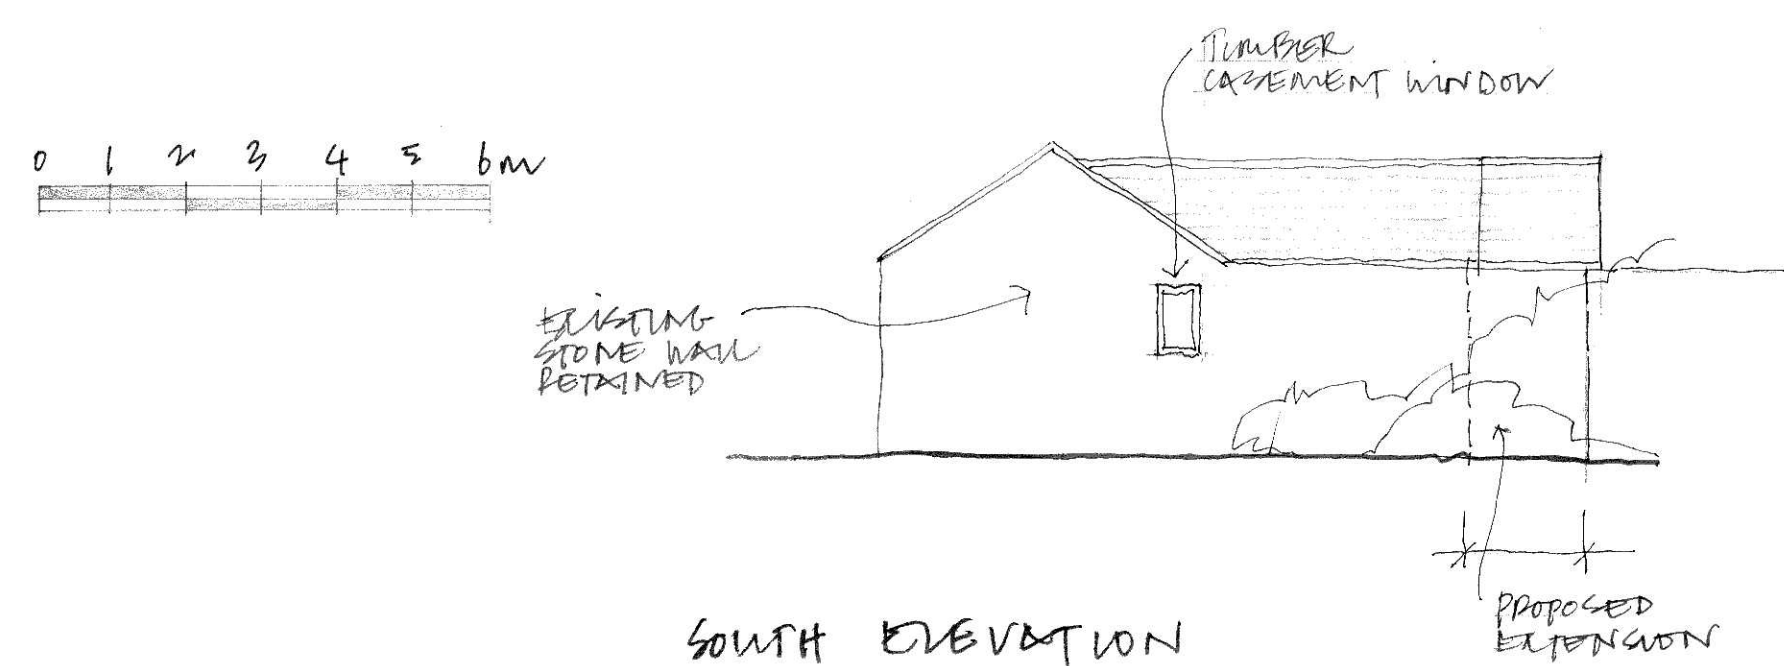 TIMBER
CASEMENT WINDOW
0 1 2 3 4 5 6m
EXISTING
STONE WALL
RETAINED
PROPOSED
EXTENSION
SOUTH ELEVATION